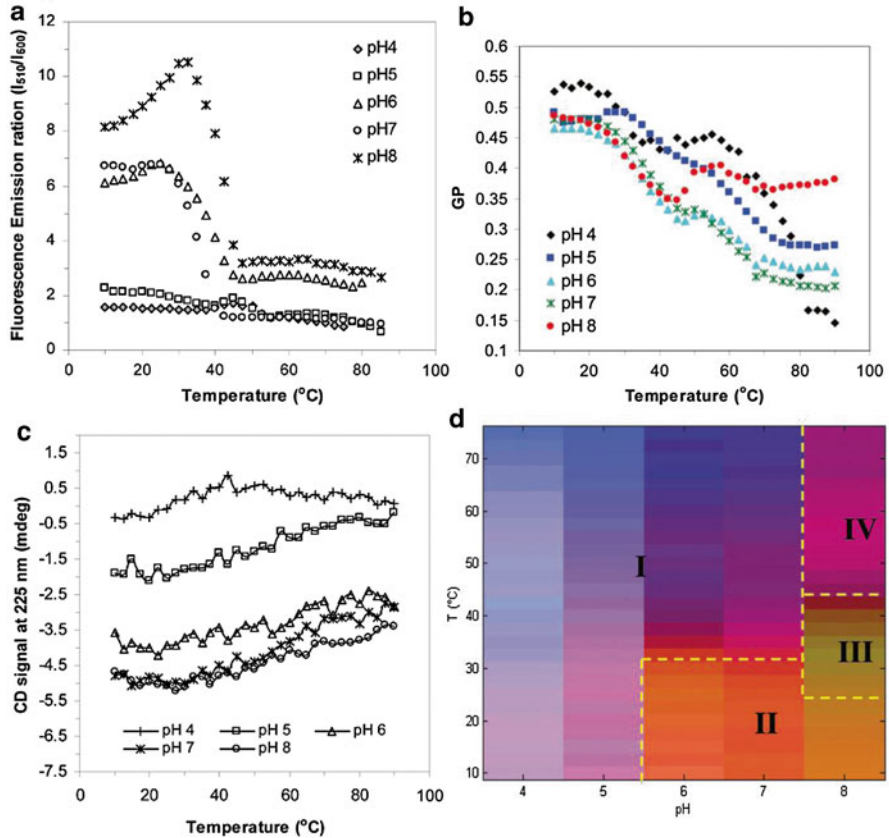 a
Fluorescence Emission ration (I510/I600)
12
10
8
6
4
2
0
0 20 40 60 80 100
Temperature (°C)
pH4
pH5
pH6
pH7
pH8
b
GP
0.6
0.55
0.5
0.45
0.4
0.35
0.3
0.25
0.2
0.15
0.1
0 20 40 60 80 100
Temperature (°C)
pH 4
pH 5
pH 6
pH 7
pH 8
c
CD signal at 225 nm (mdeg)
1.5
0.5
-0.5
-1.5
-2.5
-3.5
-4.5
-5.5
-6.5
-7.5
0 20 40 60 80 100
Temperature (°C)
pH 4 pH 5 pH 6
pH 7 pH 8
d
T (°C)
70
60
50
40
30
20
10
4 5 6 7 8
pH
I
II
III
IV